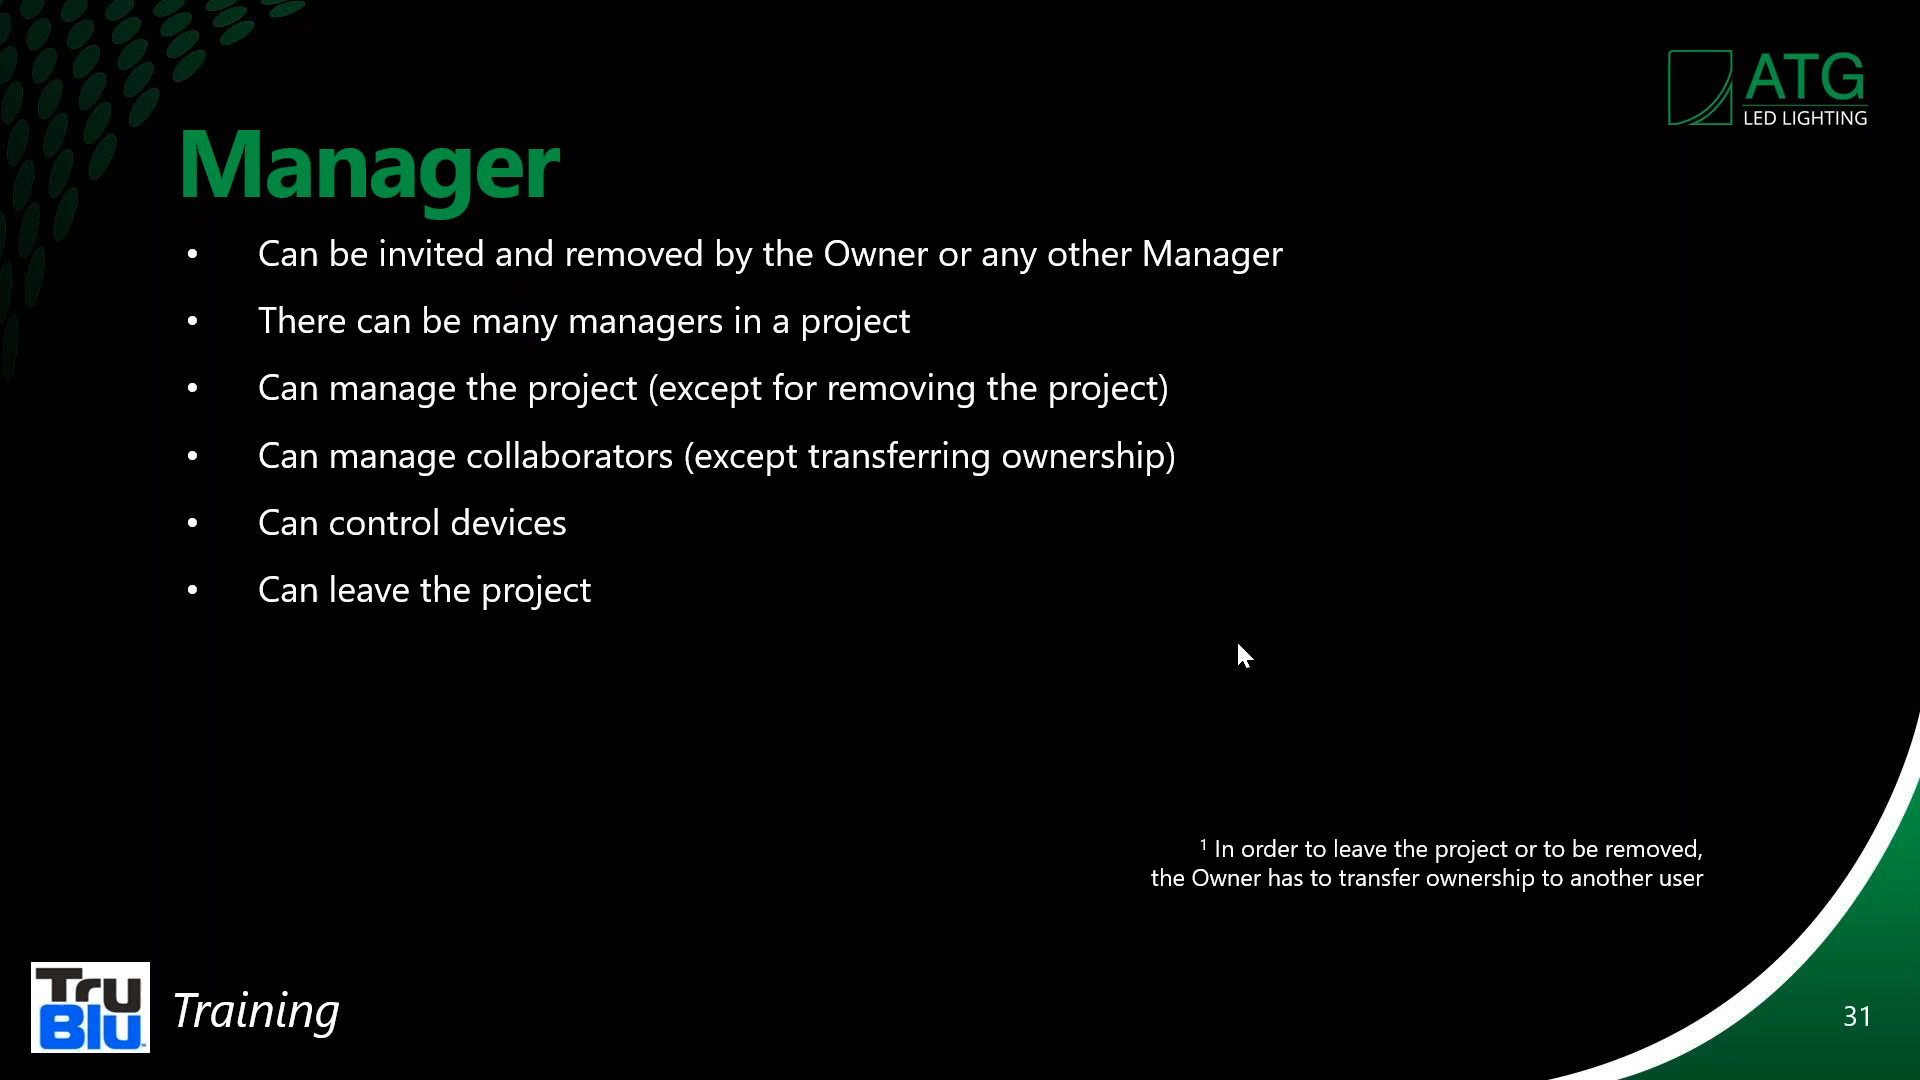 ATG
LED LIGHTING
Manager
• Can be invited and removed by the Owner or any other Manager
• There can be many managers in a project
• Can manage the project (except for removing the project)
• Can manage collaborators (except transferring ownership)
• Can control devices
• Can leave the project
¹ In order to leave the project or to be removed,
the Owner has to transfer ownership to another user
Tru
Blu
Training
31